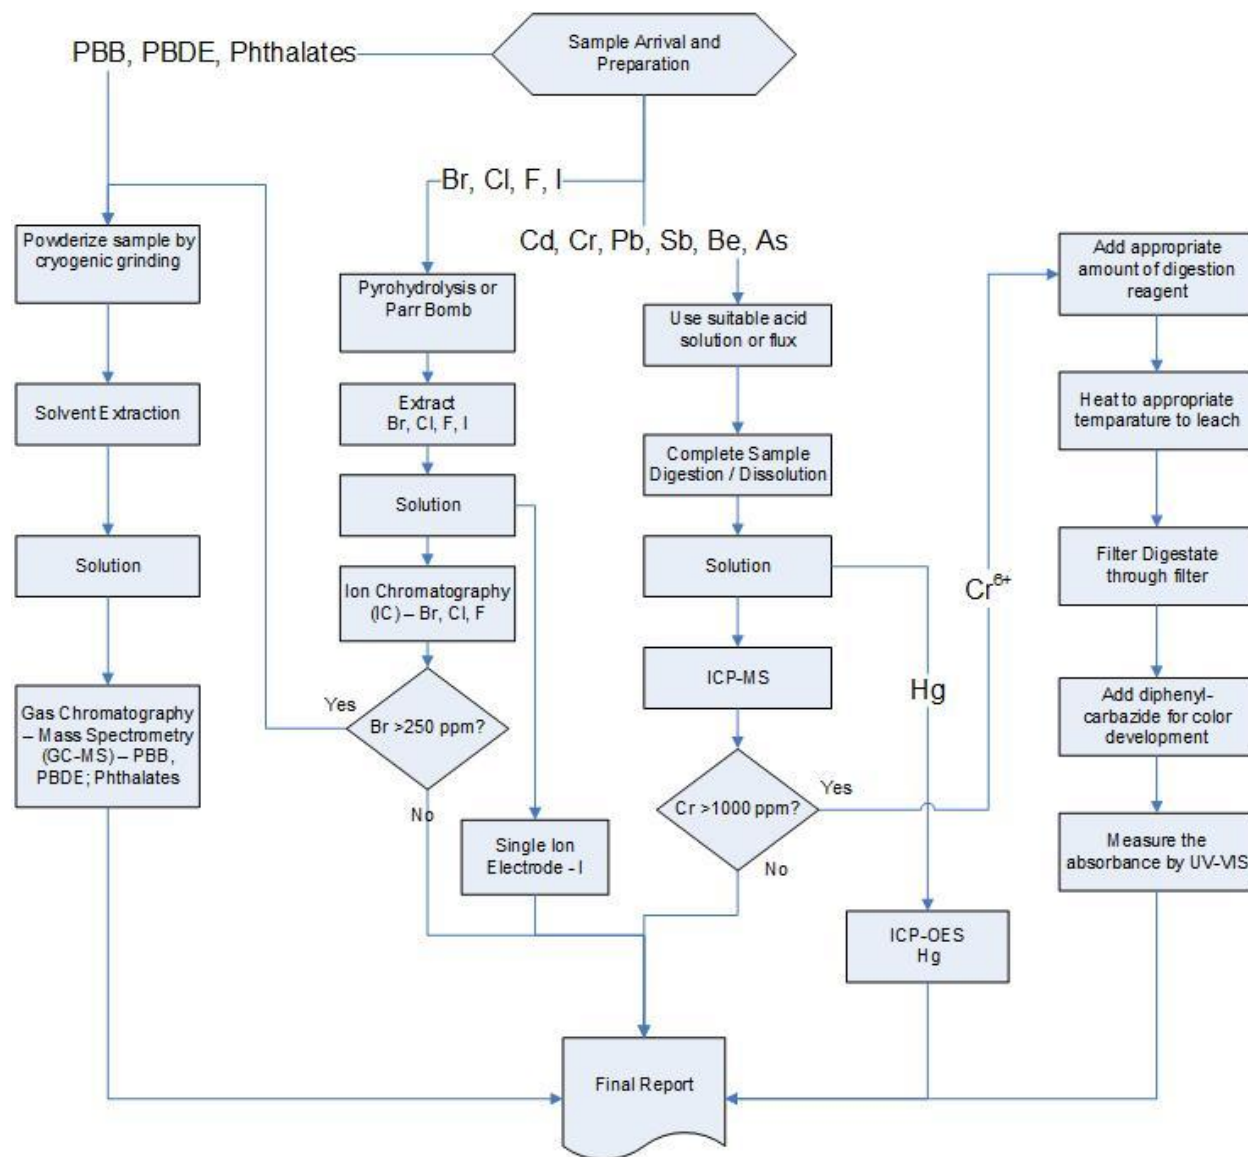 PBB, PBDE, Phthalates
Sample Arrival and
Preparation
Br, Cl, F, I
Cd, Cr, Pb, Sb, Be, As
Powderize sample by
cryogenic grinding
Solvent Extraction
Solution
Gas Chromatography
– Mass Spectrometry
(GC-MS) – PBB,
PBDE; Phthalates
Pyrohydrolysis or
Parr Bomb
Extract
Br, Cl, F, I
Solution
Ion Chromatography
(IC) – Br, Cl, F
Yes
Br >250 ppm?
No
Single Ion
Electrode - I
Use suitable acid
solution or flux
Complete Sample
Digestion / Dissolution
Solution
ICP-MS
Cr >1000 ppm?
Yes
No
Hg
ICP-OES
Hg
Cr6+
Add appropriate
amount of digestion
reagent
Heat to appropriate
temparature to leach
Filter Digestate
through filter
Add diphenyl-
carbazide for color
development
Measure the
absorbance by UV-VIS
Final Report